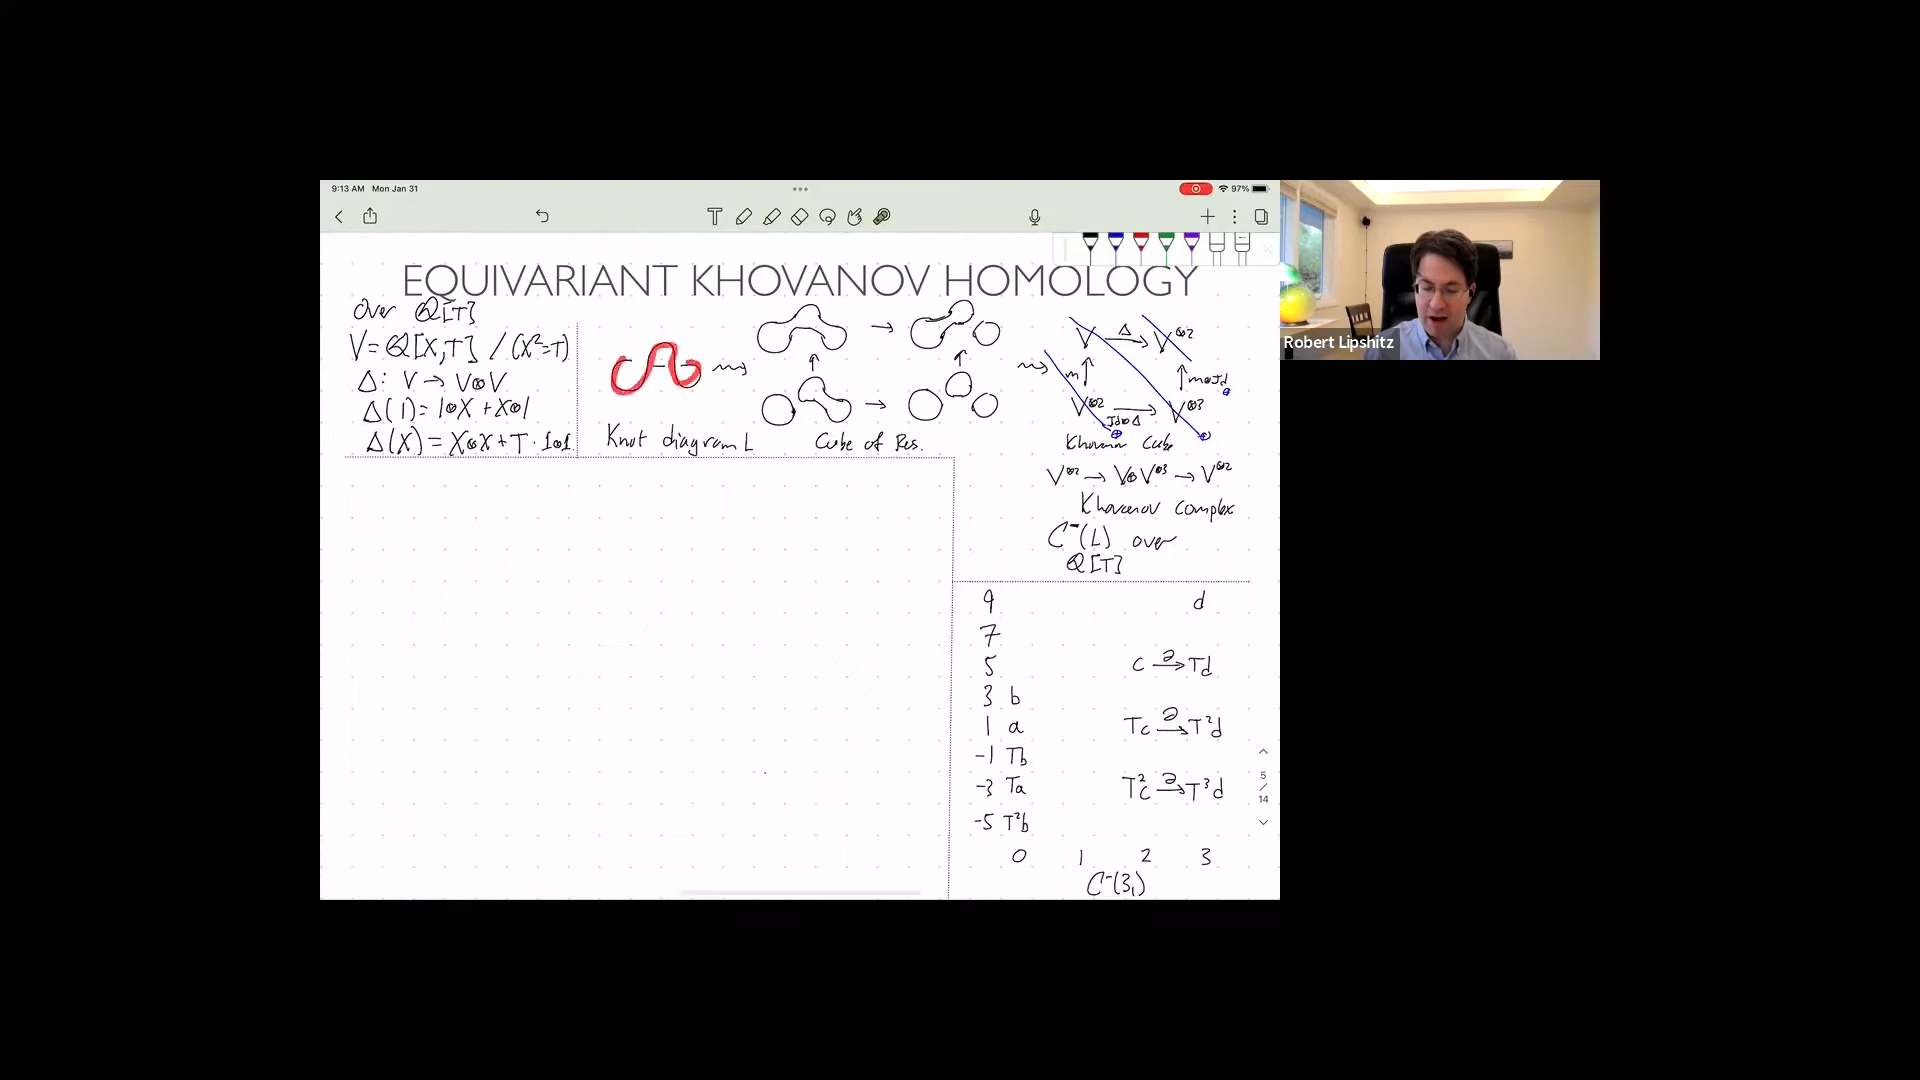 9:13 AM Mon Jan 31
97%
EQUIVARIANT KHOVANOV HOMOLOGY
Over Q[T]
V = Q[X,T] / (X²=T)
Δ: V → V⊗V
Δ(1) = 1⊗X + X⊗1
Δ(X) = X⊗X + T·1⊗1
Knot diagram L
Cube of Res.
V Δ→ V⊗2
m↑ ↑m⊗Id
V⊗2 Id⊗Δ→ V⊗3
Khovanov Cube
V⊗2 → V⊕V⊗3 → V⊗2
Khovanov Complex
C⁻(L) over
Q[T]
9 d
7
5 c ∂→ Td
3 b
1 a Tc ∂→ T²d
-1 Tb
-3 Ta T²c ∂→ T³d
-5 T²b
0 1 2 3
C⁻(3₁)
5
/
14
Robert Lipshitz